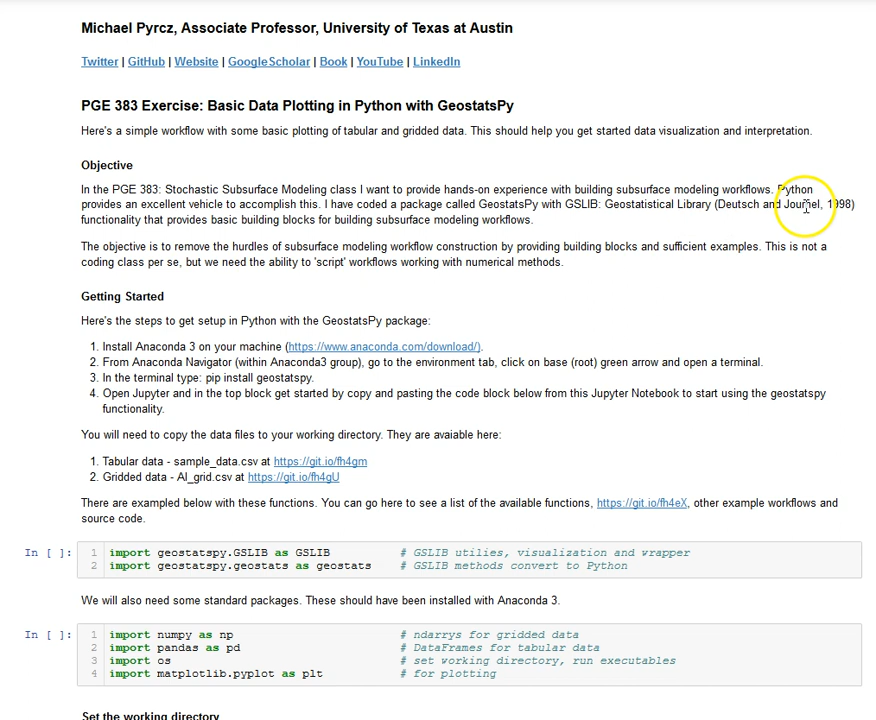 Michael Pyrcz, Associate Professor, University of Texas at Austin
Twitter | GitHub | Website | GoogleScholar | Book | YouTube | LinkedIn
PGE 383 Exercise: Basic Data Plotting in Python with GeostatsPy
Here's a simple workflow with some basic plotting of tabular and gridded data. This should help you get started data visualization and interpretation.
Objective
In the PGE 383: Stochastic Subsurface Modeling class I want to provide hands-on experience with building subsurface modeling workflows. Python
provides an excellent vehicle to accomplish this. I have coded a package called GeostatsPy with GSLIB: Geostatistical Library (Deutsch and Journel, 1998)
functionality that provides basic building blocks for building subsurface modeling workflows.
The objective is to remove the hurdles of subsurface modeling workflow construction by providing building blocks and sufficient examples. This is not a
coding class per se, but we need the ability to 'script' workflows working with numerical methods.
Getting Started
Here's the steps to get setup in Python with the GeostatsPy package:
1. Install Anaconda 3 on your machine (https://www.anaconda.com/download/).
2. From Anaconda Navigator (within Anaconda3 group), go to the environment tab, click on base (root) green arrow and open a terminal.
3. In the terminal type: pip install geostatspy.
4. Open Jupyter and in the top block get started by copy and pasting the code block below from this Jupyter Notebook to start using the geostatspy
functionality.
You will need to copy the data files to your working directory. They are avaiable here:
1. Tabular data - sample_data.csv at https://git.io/fh4gm
2. Gridded data - AI_grid.csv at https://git.io/fh4gU
There are exampled below with these functions. You can go here to see a list of the available functions, https://git.io/fh4eX, other example workflows and
source code.
In [ ]: 1 import geostatspy.GSLIB as GSLIB # GSLIB utilies, visualization and wrapper
2 import geostatspy.geostats as geostats # GSLIB methods convert to Python
We will also need some standard packages. These should have been installed with Anaconda 3.
In [ ]: 1 import numpy as np # ndarrys for gridded data
2 import pandas as pd # DataFrames for tabular data
3 import os # set working directory, run executables
4 import matplotlib.pyplot as plt # for plotting
Set the working directory